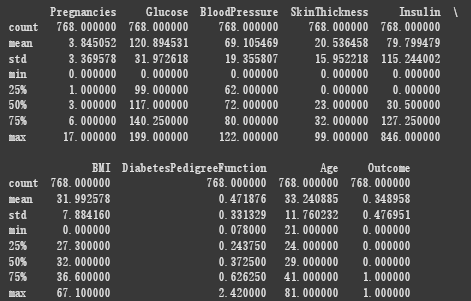 Pregnancies Glucose BloodPressure SkinThickness Insulin \
count 768.000000 768.000000 768.000000 768.000000 768.000000
mean 3.845052 120.894531 69.105469 20.536458 79.799479
std 3.369578 31.972618 19.355807 15.952218 115.244002
min 0.000000 0.000000 0.000000 0.000000 0.000000
25% 1.000000 99.000000 62.000000 0.000000 0.000000
50% 3.000000 117.000000 72.000000 23.000000 30.500000
75% 6.000000 140.250000 80.000000 32.000000 127.250000
max 17.000000 199.000000 122.000000 99.000000 846.000000
BMI DiabetesPedigreeFunction Age Outcome
count 768.000000 768.000000 768.000000 768.000000
mean 31.992578 0.471876 33.240885 0.348958
std 7.884160 0.331329 11.760232 0.476951
min 0.000000 0.078000 21.000000 0.000000
25% 27.300000 0.243750 24.000000 0.000000
50% 32.000000 0.372500 29.000000 0.000000
75% 36.600000 0.626250 41.000000 1.000000
max 67.100000 2.420000 81.000000 1.000000